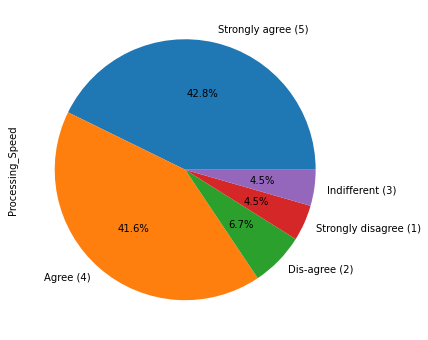 Strongly agree (5)
42.8%
Processing_Speed
4.5%
Indifferent (3)
4.5%
Strongly disagree (1)
41.6%
6.7%
Dis-agree (2)
Agree (4)